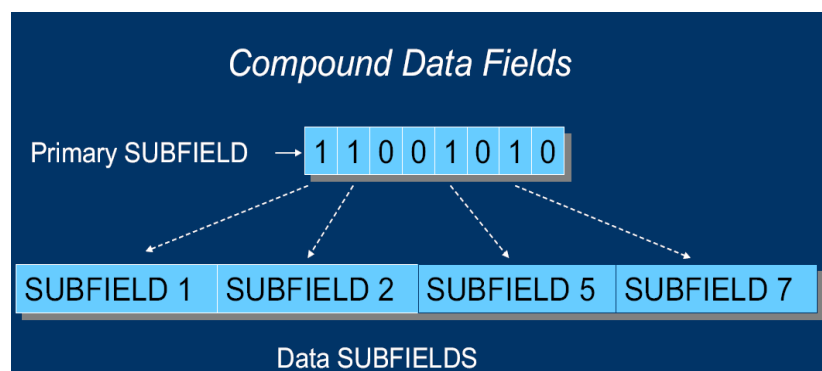 Compound Data Fields
Primary SUBFIELD → 1 1 0 0 1 0 1 0
SUBFIELD 1 SUBFIELD 2 SUBFIELD 5 SUBFIELD 7
Data SUBFIELDS